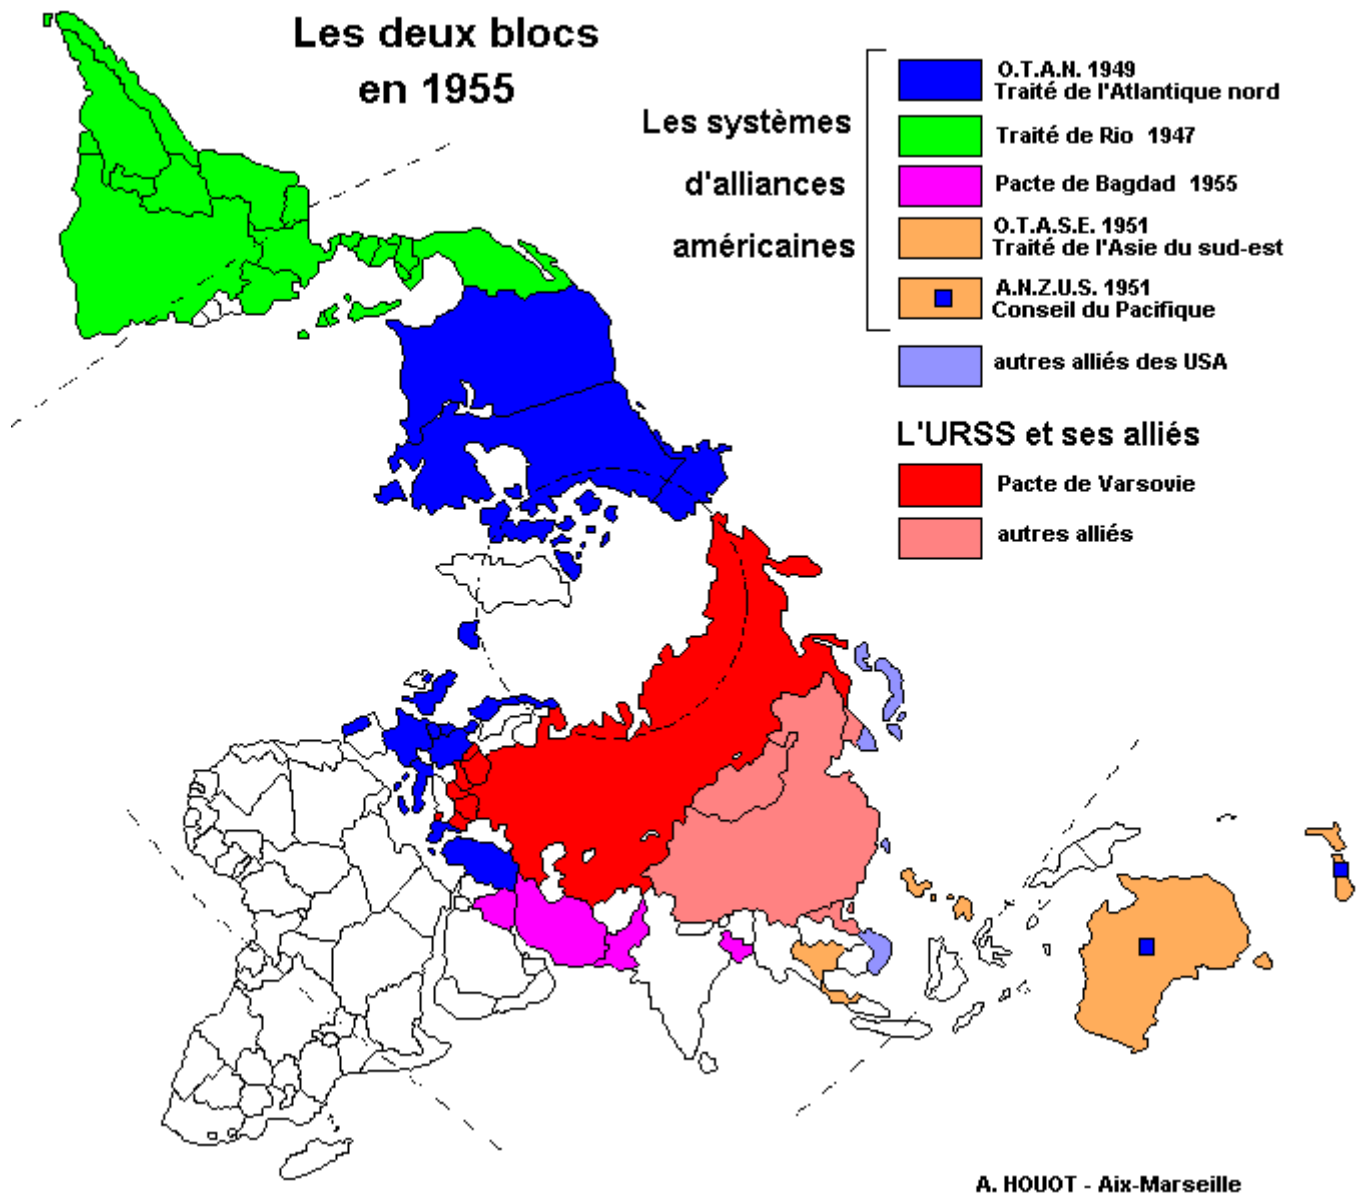 Les deux blocs
en 1955
Les systèmes
d'alliances
américaines
O.T.A.N. 1949
Traité de l'Atlantique nord
Traité de Rio 1947
Pacte de Bagdad 1955
O.T.A.S.E. 1951
Traité de l'Asie du sud-est
A.N.Z.U.S. 1951
Conseil du Pacifique
autres alliés des USA
L'URSS et ses alliés
Pacte de Varsovie
autres alliés
A. HOUOT - Aix-Marseille